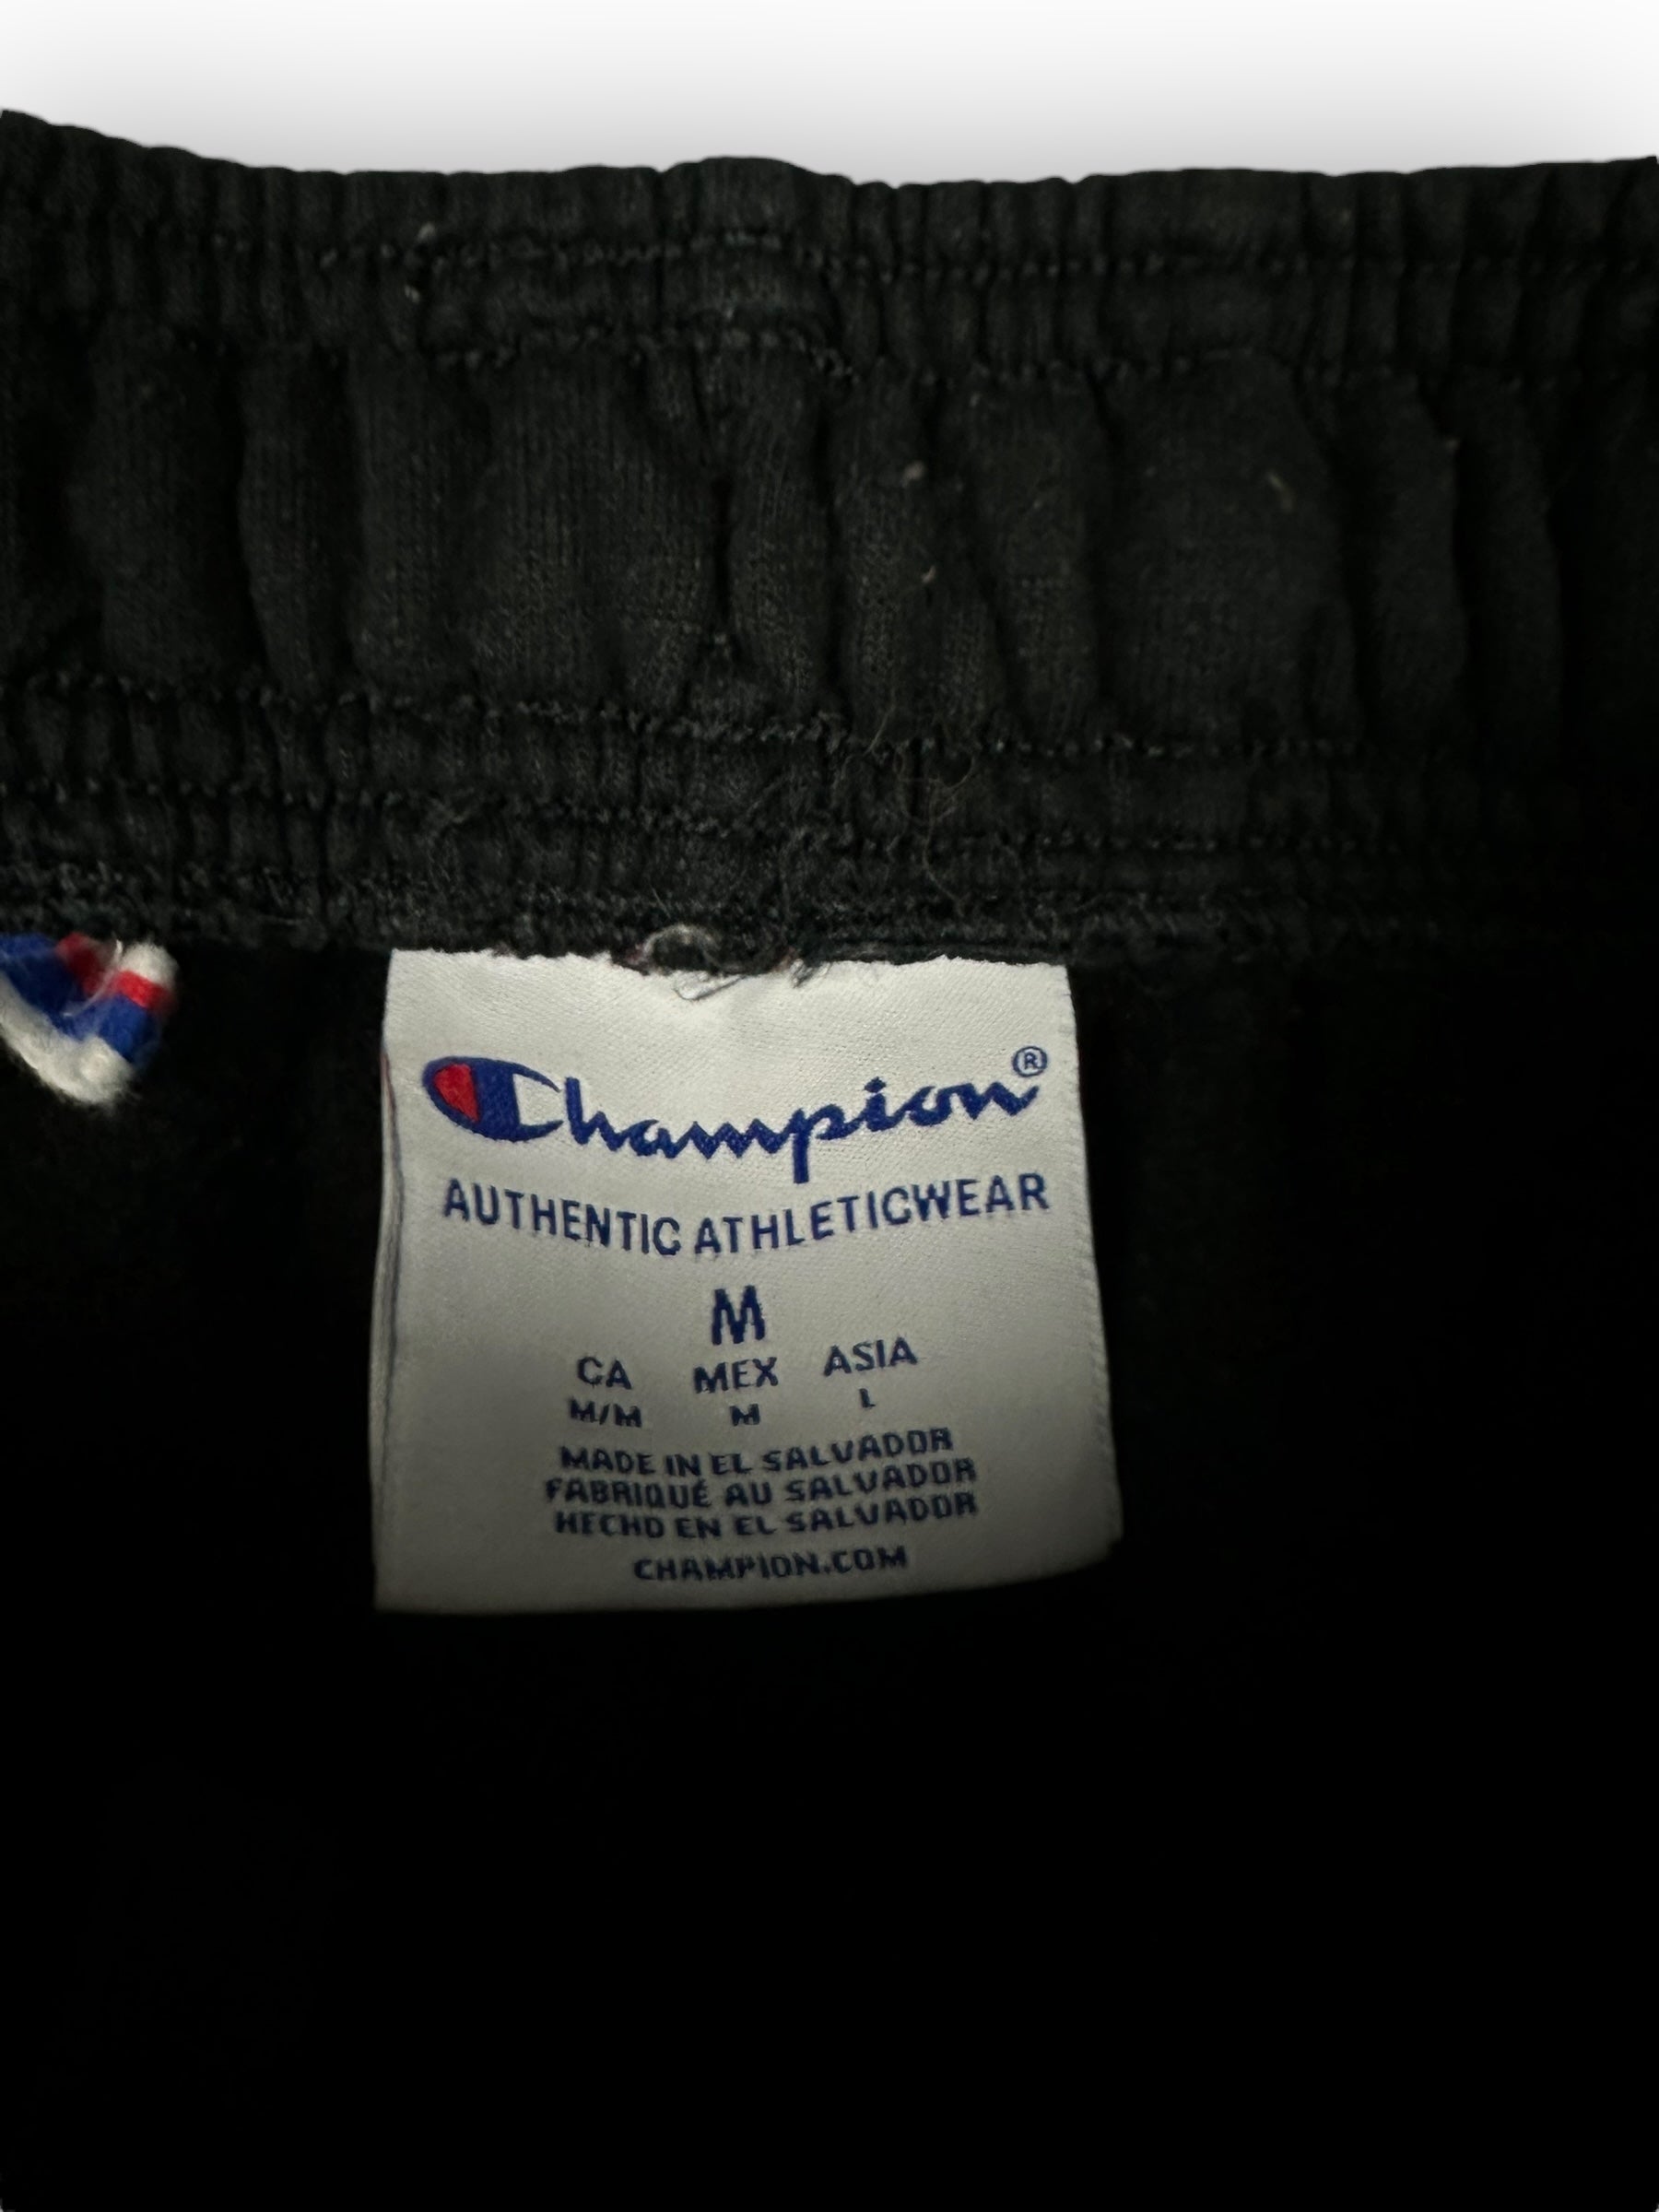 Champion®
AUTHENTIC ATHLETICWEAR
M
CA MEX ASIA
M/M M L
MADE IN EL SALVADOR
FABRIQUÉ AU SALVADOR
HECHO EN EL SALVADOR
CHAMPION.COM